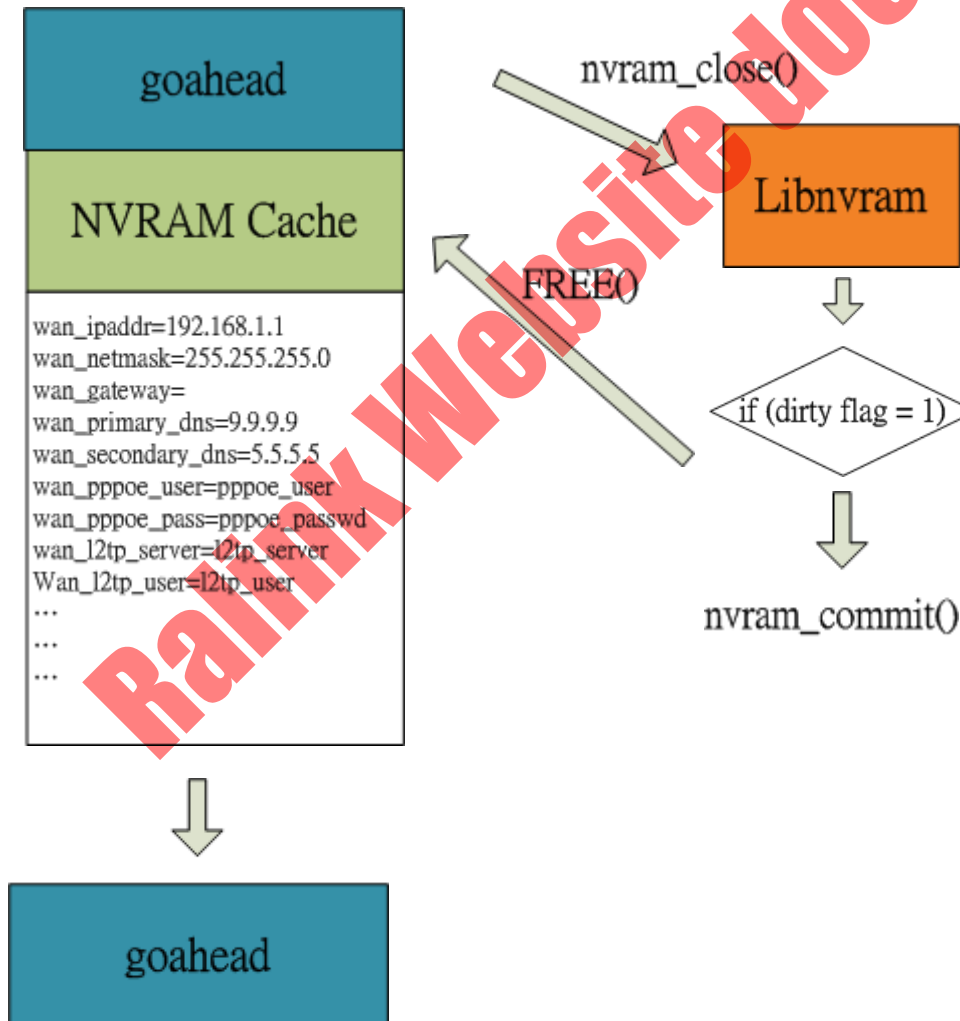 goahead
nvram_close()
Libnvram
NVRAM Cache
FREE()
wan_ipaddr=192.168.1.1
wan_netmask=255.255.255.0
wan_gateway=
wan_primary_dns=9.9.9.9
wan_secondary_dns=5.5.5.5
wan_pppoe_user=pppoe_user
wan_pppoe_pass=pppoe_passwd
wan_l2tp_server=l2tp_server
Wan_l2tp_user=l2tp_user
...
...
...
if (dirty flag = 1)
nvram_commit()
goahead
Ralink Website